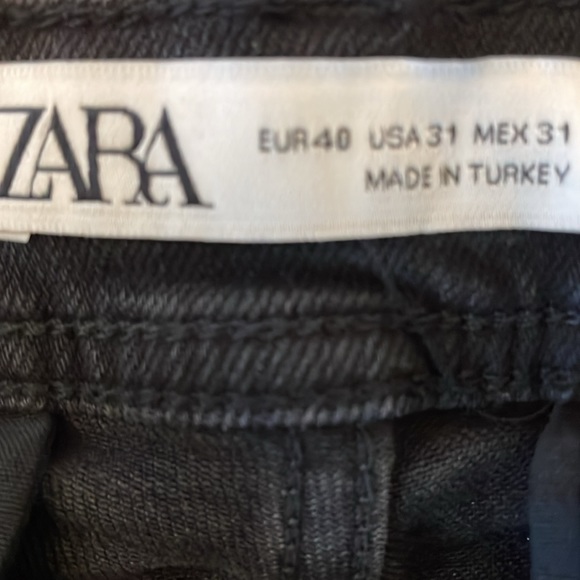 ZARA
EUR 40 USA 31 MEX 31
MADE IN TURKEY